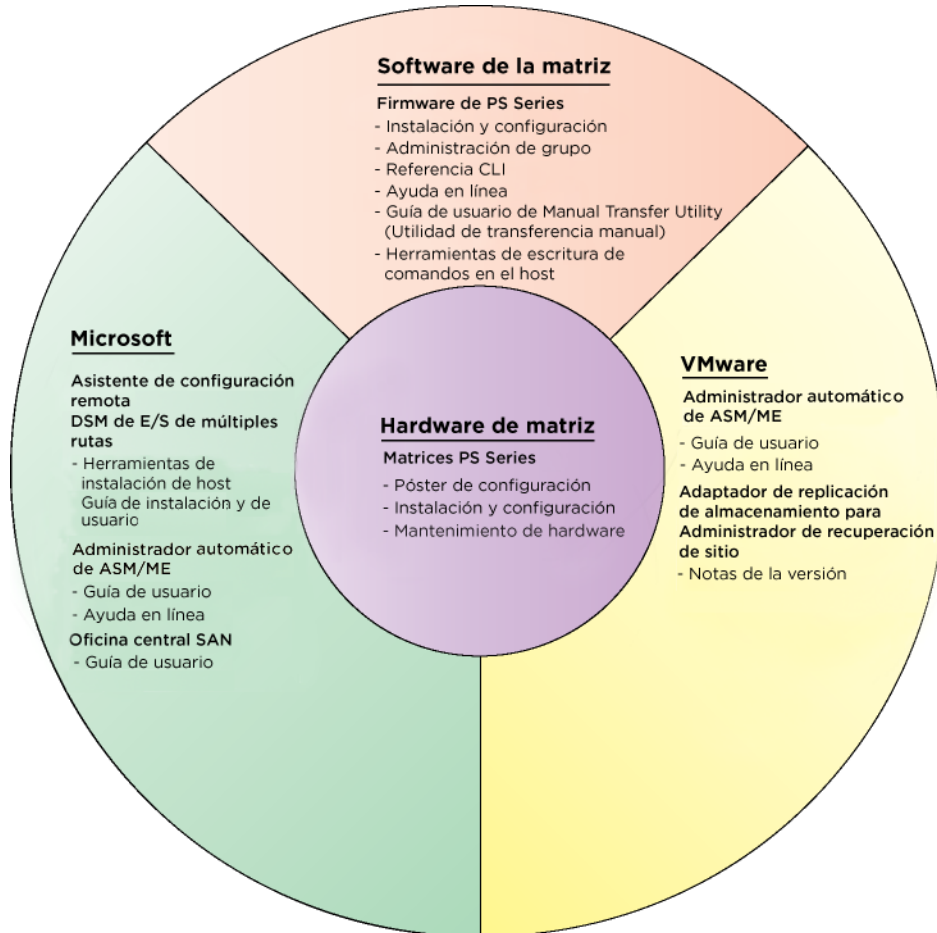 Software de la matriz
Firmware de PS Series
- Instalación y configuración
- Administración de grupo
- Referencia CLI
- Ayuda en línea
- Guía de usuario de Manual Transfer Utility
(Utilidad de transferencia manual)
- Herramientas de escritura de
comandos en el host
Microsoft
Asistente de configuración
remota
DSM de E/S de múltiples
rutas
- Herramientas de
instalación de host
Guía de instalación y de
usuario
Administrador automático
de ASM/ME
- Guía de usuario
- Ayuda en línea
Oficina central SAN
- Guía de usuario
Hardware de matriz
Matrices PS Series
- Póster de configuración
- Instalación y configuración
- Mantenimiento de hardware
VMware
Administrador automático
de ASM/ME
- Guía de usuario
- Ayuda en línea
Adaptador de replicación
de almacenamiento para
Administrador de recuperación
de sitio
- Notas de la versión